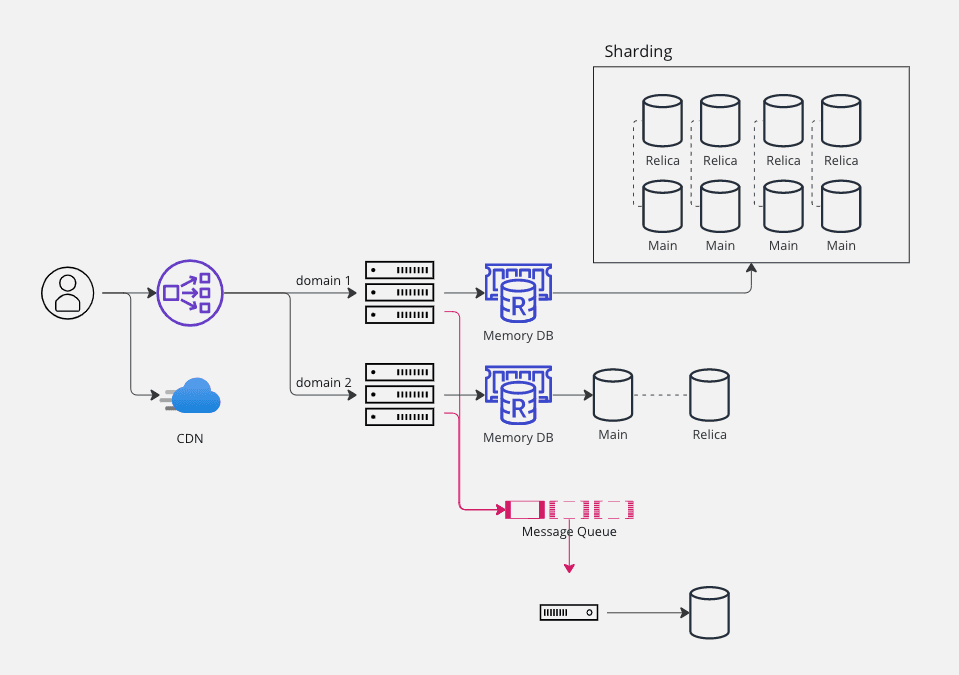 Sharding
Relica
Relica
Relica
Relica
Main
Main
Main
Main
domain 1
R
Memory DB
domain 2
R
Memory DB
Main
Relica
CDN
Message Queue